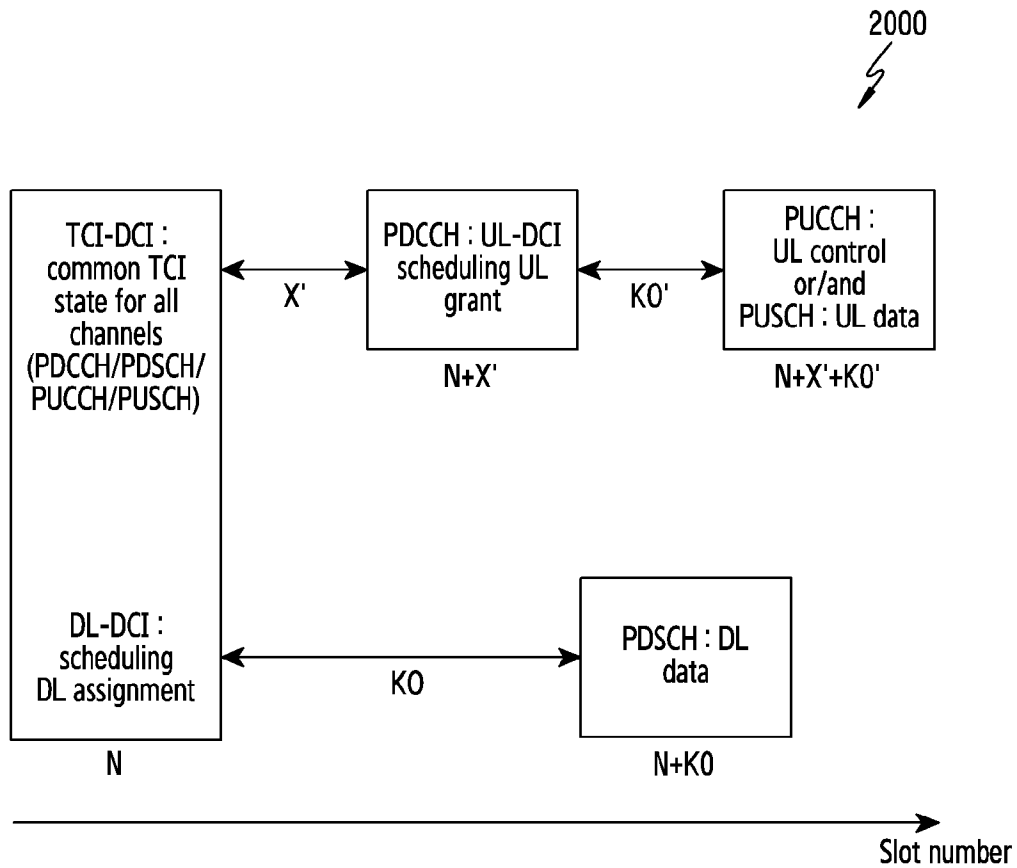 2000
TCI-DCI :
common TCI
state for all
channels
(PDCCH/PDSCH/
PUCCH/PUSCH)
X'
PDCCH : UL-DCI
scheduling UL
grant
K0'
PUCCH :
UL control
or/and
PUSCH : UL data
N+X'
N+X'+K0'
DL-DCI :
scheduling
DL assignment
K0
PDSCH : DL
data
N
N+K0
Slot number